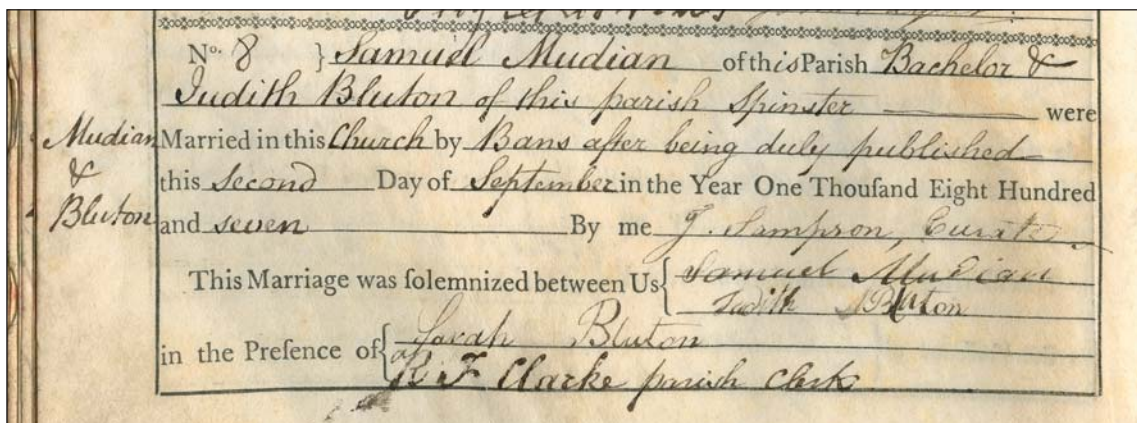 No. 8 } Samuel Mudian of this Parish Bachelor &
Judith Bluton of this parish Spinster were
Mudian
&
Bluton
Married in this Church by Bans after being duly published
this second Day of September in the Year One Thouſand Eight Hundred
and seven By me J. Sampson, Curate
This Marriage was ſolemnized between Us { Samuel Mudian
Judith Bluton
in the Preſence of { Sarah Bluton
R F Clarke parish Clerk